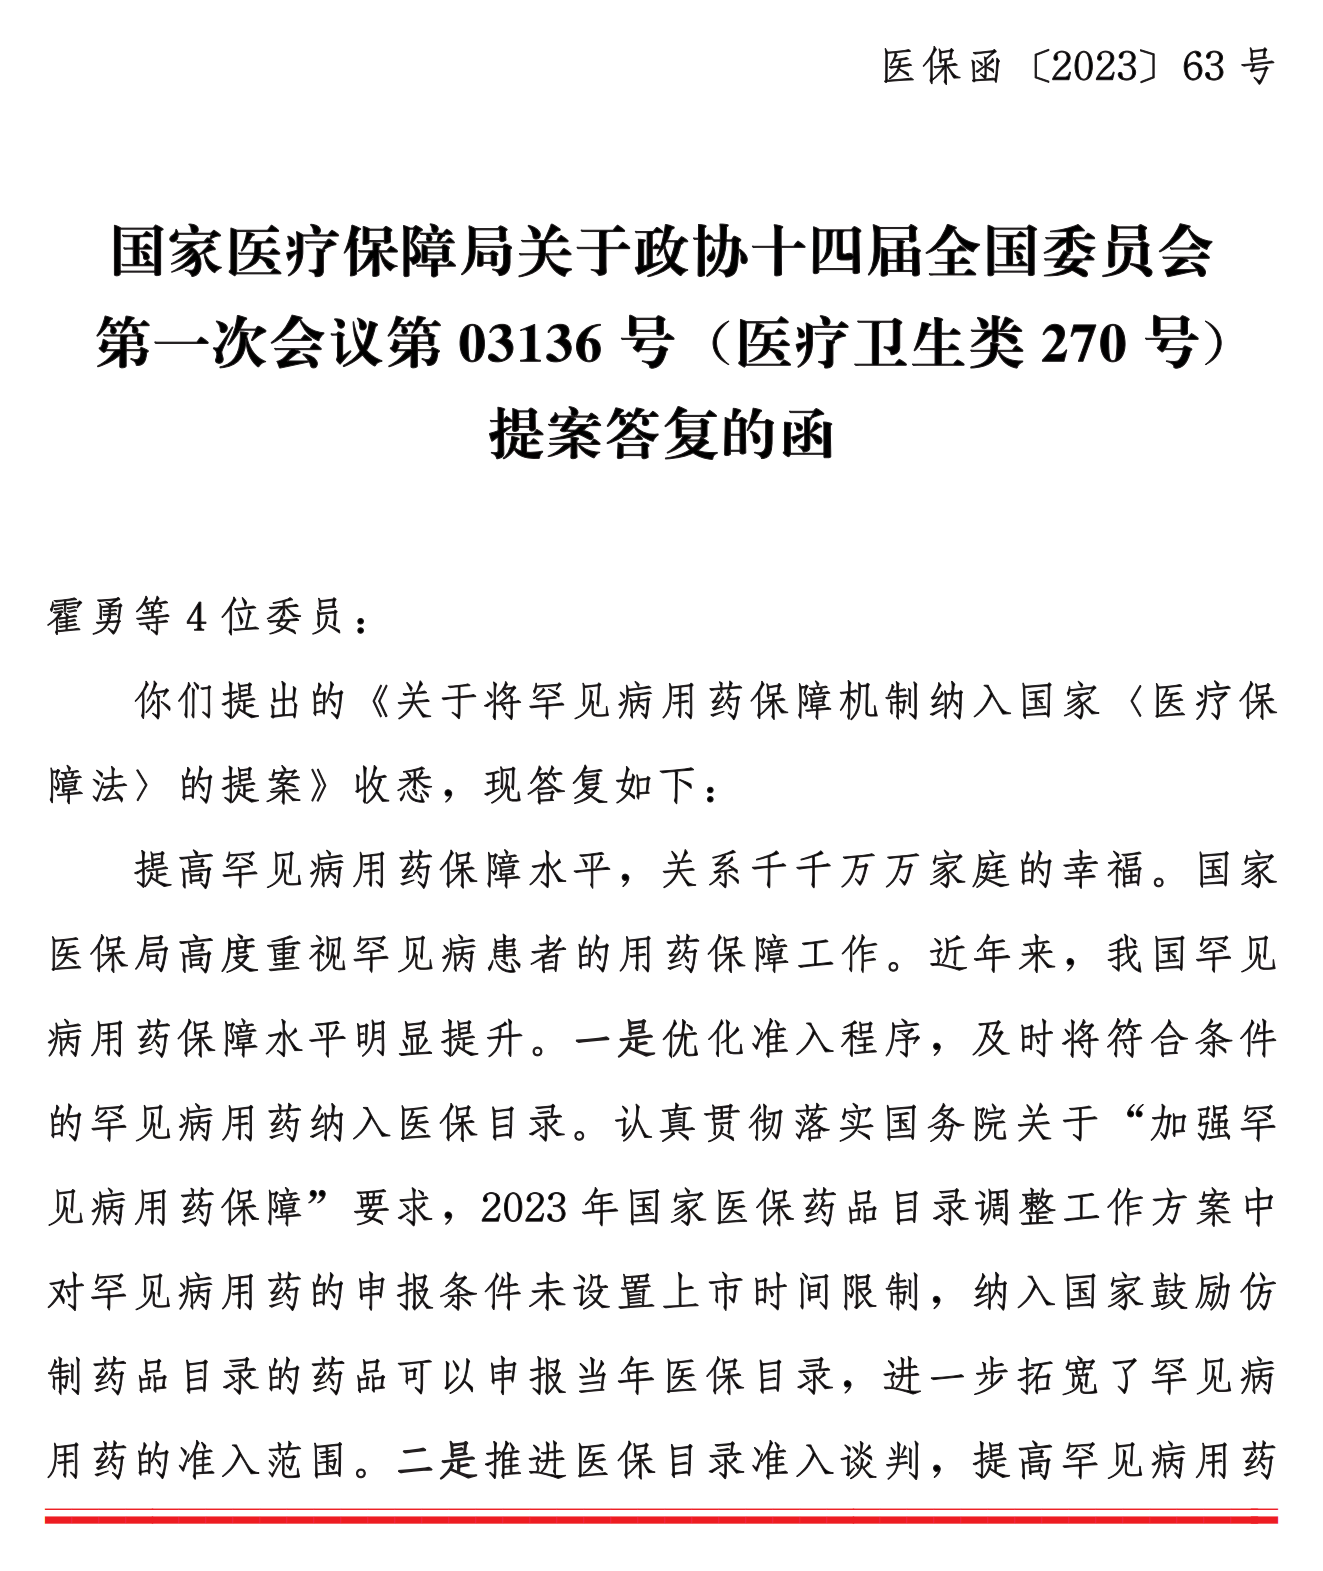 医保函〔2023〕63 号
国家医疗保障局关于政协十四届全国委员会
第一次会议第 03136 号（医疗卫生类 270 号）
提案答复的函
霍勇等 4 位委员：
你们提出的《关于将罕见病用药保障机制纳入国家〈医疗保
障法〉的提案》收悉，现答复如下：
提高罕见病用药保障水平，关系千千万万家庭的幸福。国家
医保局高度重视罕见病患者的用药保障工作。近年来，我国罕见
病用药保障水平明显提升。一是优化准入程序，及时将符合条件
的罕见病用药纳入医保目录。认真贯彻落实国务院关于“加强罕
见病用药保障”要求，2023 年国家医保药品目录调整工作方案中
对罕见病用药的申报条件未设置上市时间限制，纳入国家鼓励仿
制药品目录的药品可以申报当年医保目录，进一步拓宽了罕见病
用药的准入范围。二是推进医保目录准入谈判，提高罕见病用药